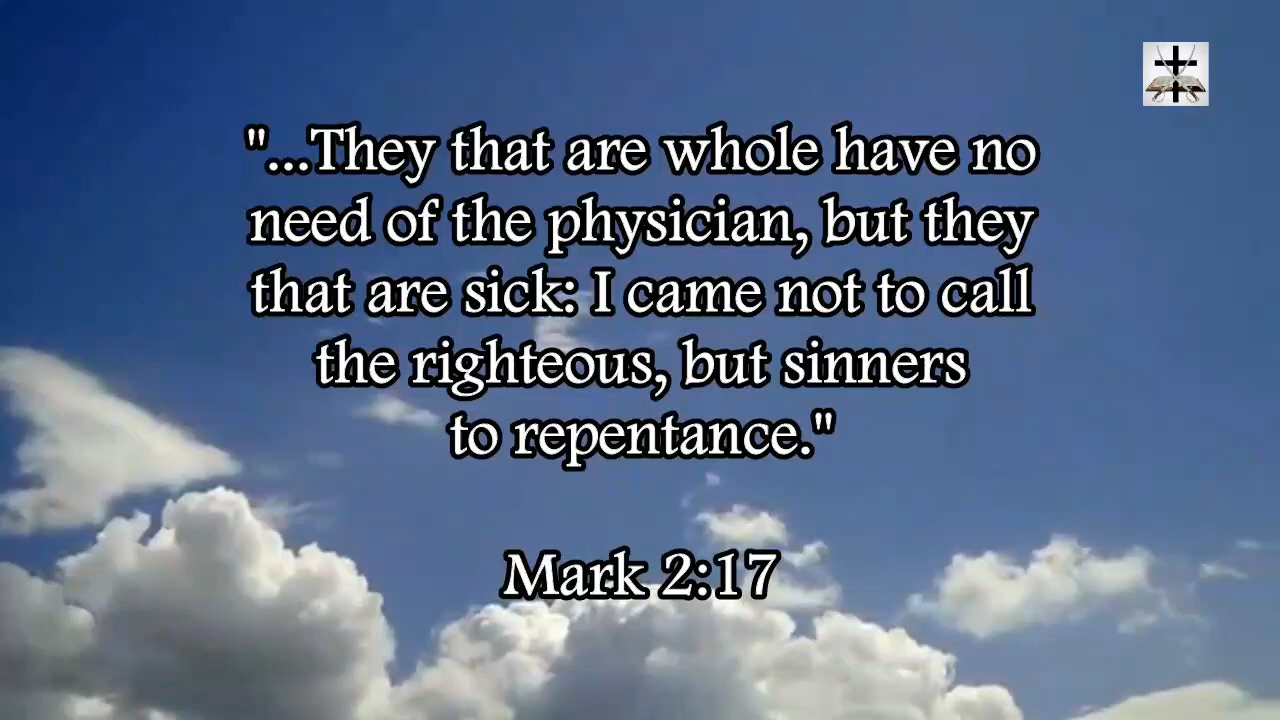 "...They that are whole have no
need of the physician, but they
that are sick: I came not to call
the righteous, but sinners
to repentance."
Mark 2:17